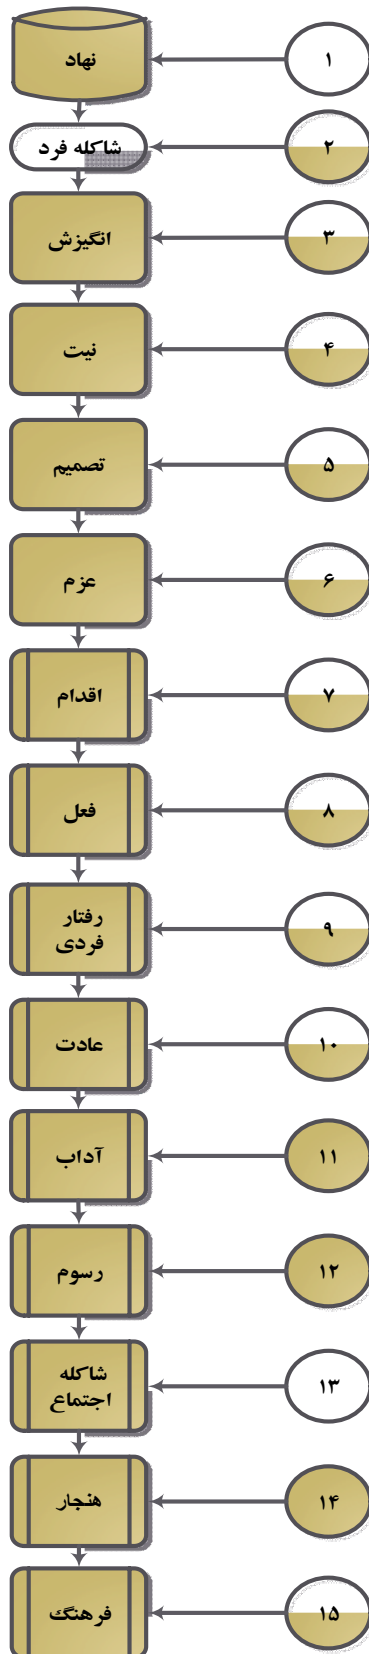 نهاد
۱
شاکله فرد
۲
انگیزش
۳
نیت
۴
تصمیم
۵
عزم
۶
اقدام
۷
فعل
۸
رفتار
فردی
۹
عادت
۱۰
آداب
۱۱
رسوم
۱۲
شاکله
اجتماع
۱۳
هنجار
۱۴
فرهنگ
۱۵